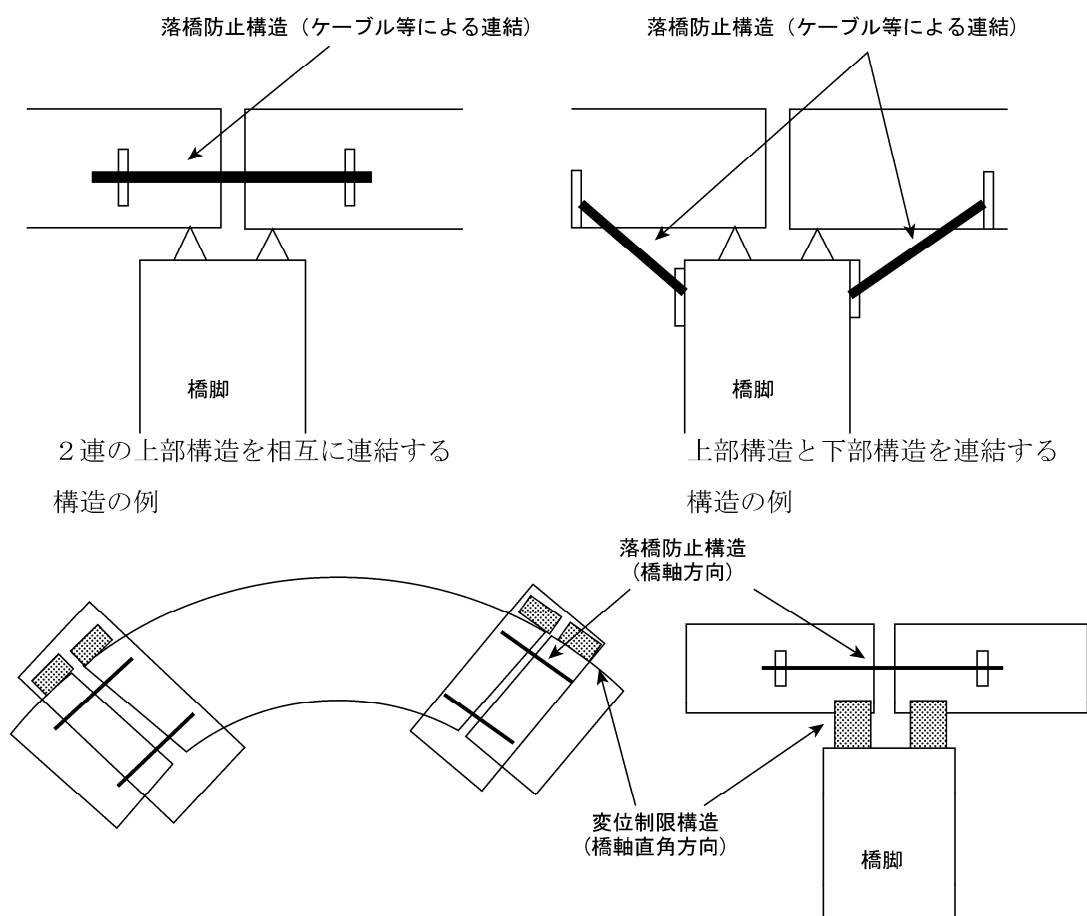 落橋防止構造（ケーブル等による連結）
落橋防止構造（ケーブル等による連結）
橋脚
橋脚
２連の上部構造を相互に連結する
構造の例
上部構造と下部構造を連結する
構造の例
落橋防止構造
(橋軸方向)
変位制限構造
(橋軸直角方向)
橋脚